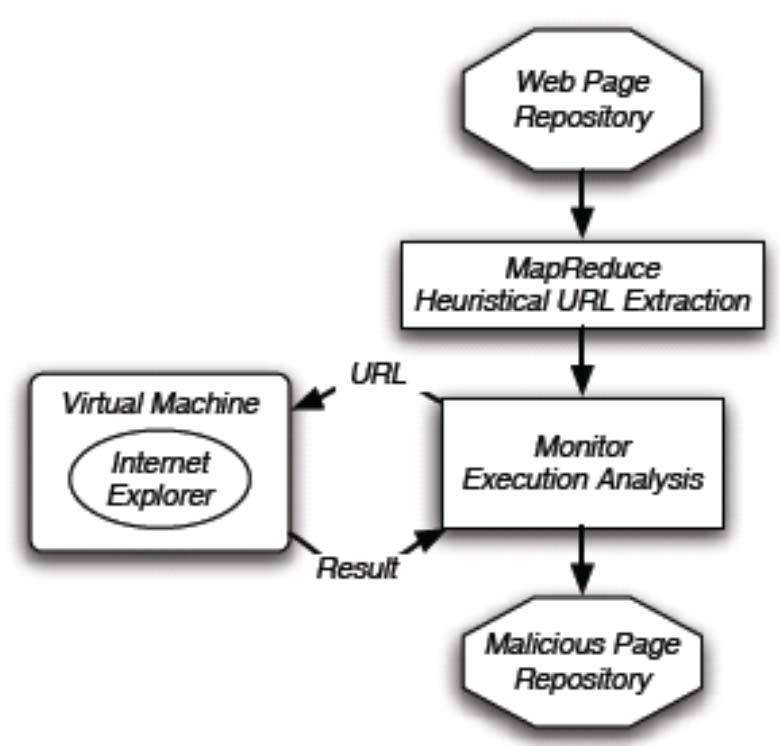 Web Page
Repository
MapReduce
Heuristical URL Extraction
URL
Virtual Machine
Internet
Explorer
Monitor
Execution Analysis
Result
Malicious Page
Repository